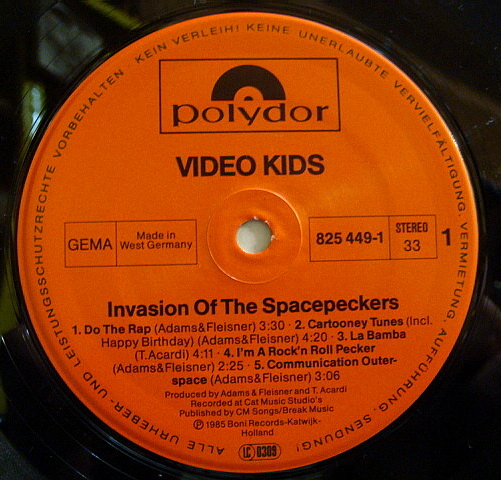 ALLE URHEBER- UND LEISTUNGSSCHUTZRECHTE VORBEHALTEN KEIN VERLEIH! KEINE UNERLAUBTE VERVIELFÄLTIGUNG, VERMIETUNG, AUFFÜHRUNG, SENDUNG!
polydor
VIDEO KIDS
GEMA
Made in
West Germany
825 449-1
STEREO
33
1
Invasion Of The Spacepeckers
1. Do The Rap (Adams&Fleisner) 3:30 · 2. Cartooney Tunes (Incl.
Happy Birthday) (Adams&Fleisner) 4:20 · 3. La Bamba
(T.Acardi) 4:11 · 4. I'm A Rock'n Roll Pecker
(Adams&Fleisner) 2:25 · 5. Communication Outer-
space (Adams&Fleisner) 3:06
Produced by Adams & Fleisner and T. Acardi
Recorded at Cat Music Studio's
Published by CM Songs/Break Music
Ⓟ 1985 Boni Records-Katwijk-
Holland
LC 0309